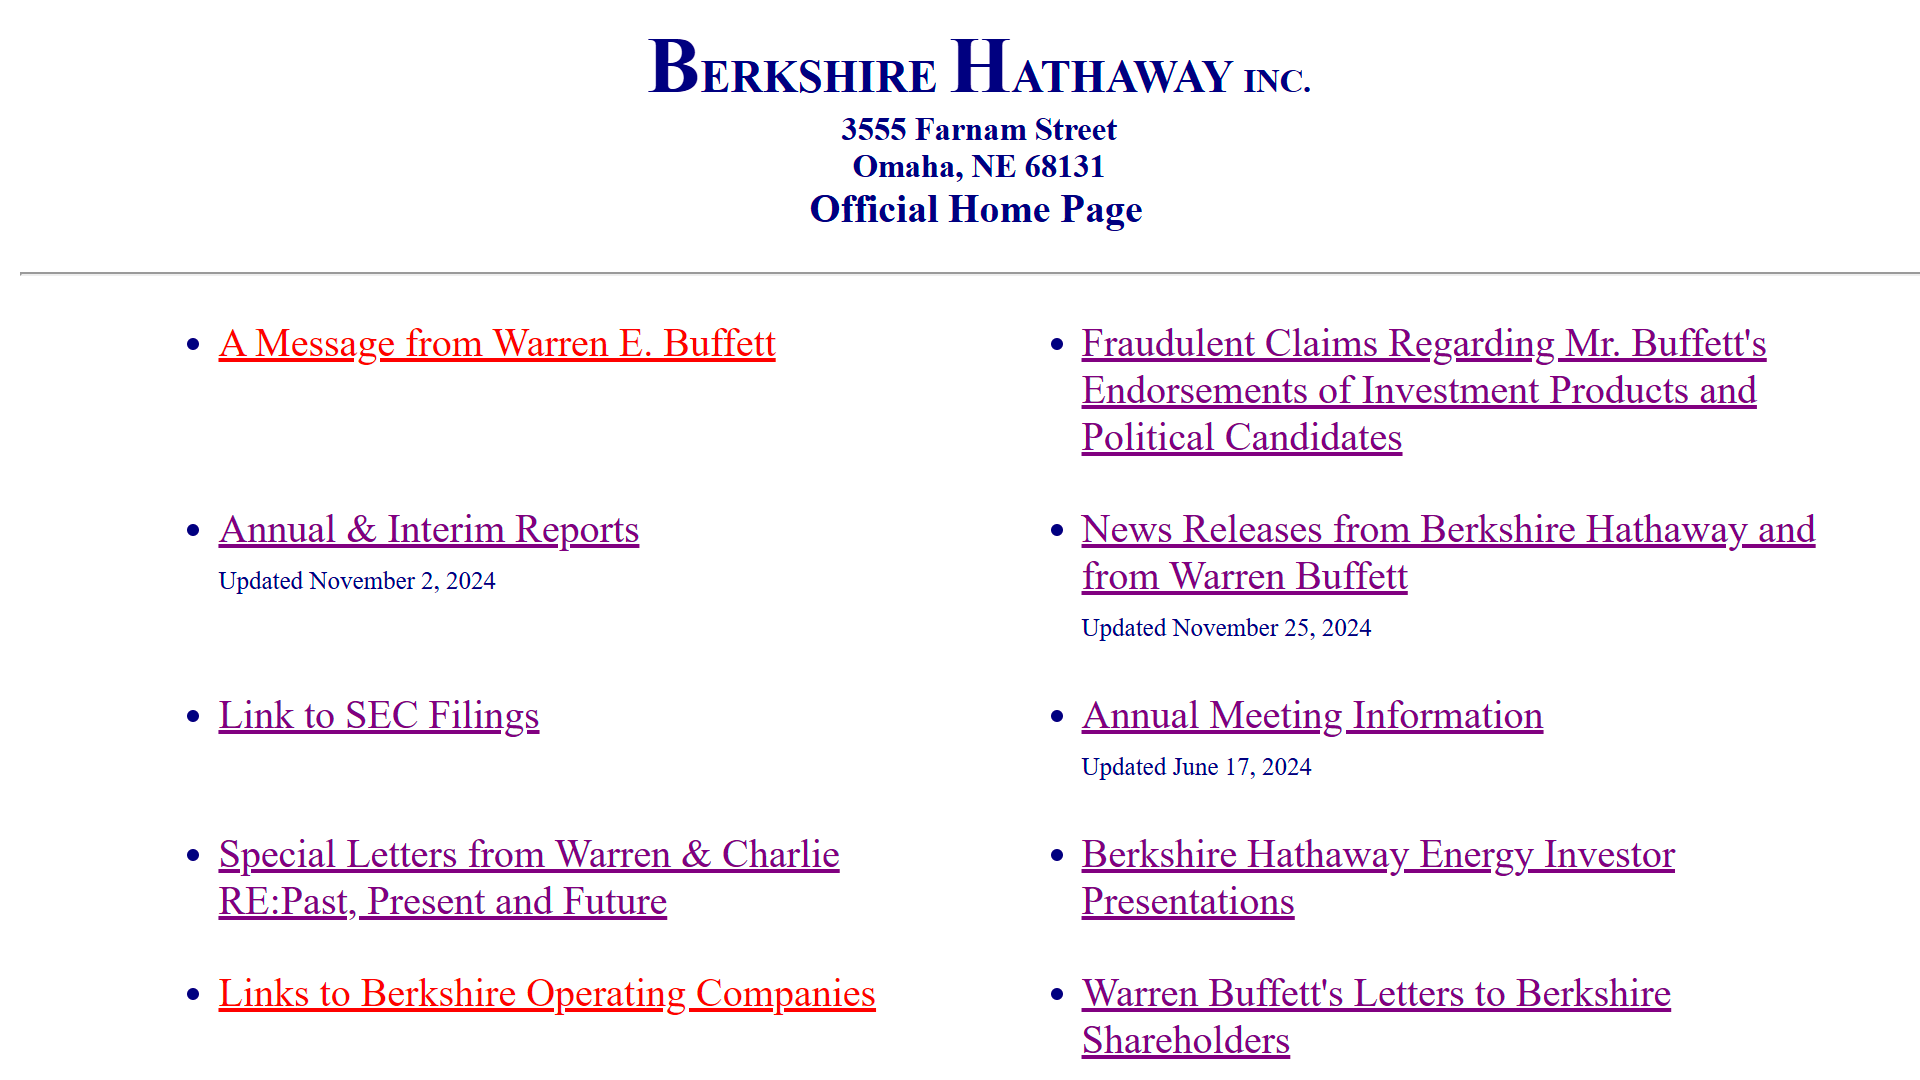 BERKSHIRE HATHAWAY INC.
3555 Farnam Street
Omaha, NE 68131
Official Home Page
A Message from Warren E. Buffett
Fraudulent Claims Regarding Mr. Buffett's
Endorsements of Investment Products and
Political Candidates
Annual & Interim Reports
Updated November 2, 2024
News Releases from Berkshire Hathaway and
from Warren Buffett
Updated November 25, 2024
Link to SEC Filings
Annual Meeting Information
Updated June 17, 2024
Special Letters from Warren & Charlie
RE:Past, Present and Future
Berkshire Hathaway Energy Investor
Presentations
Links to Berkshire Operating Companies
Warren Buffett's Letters to Berkshire
Shareholders